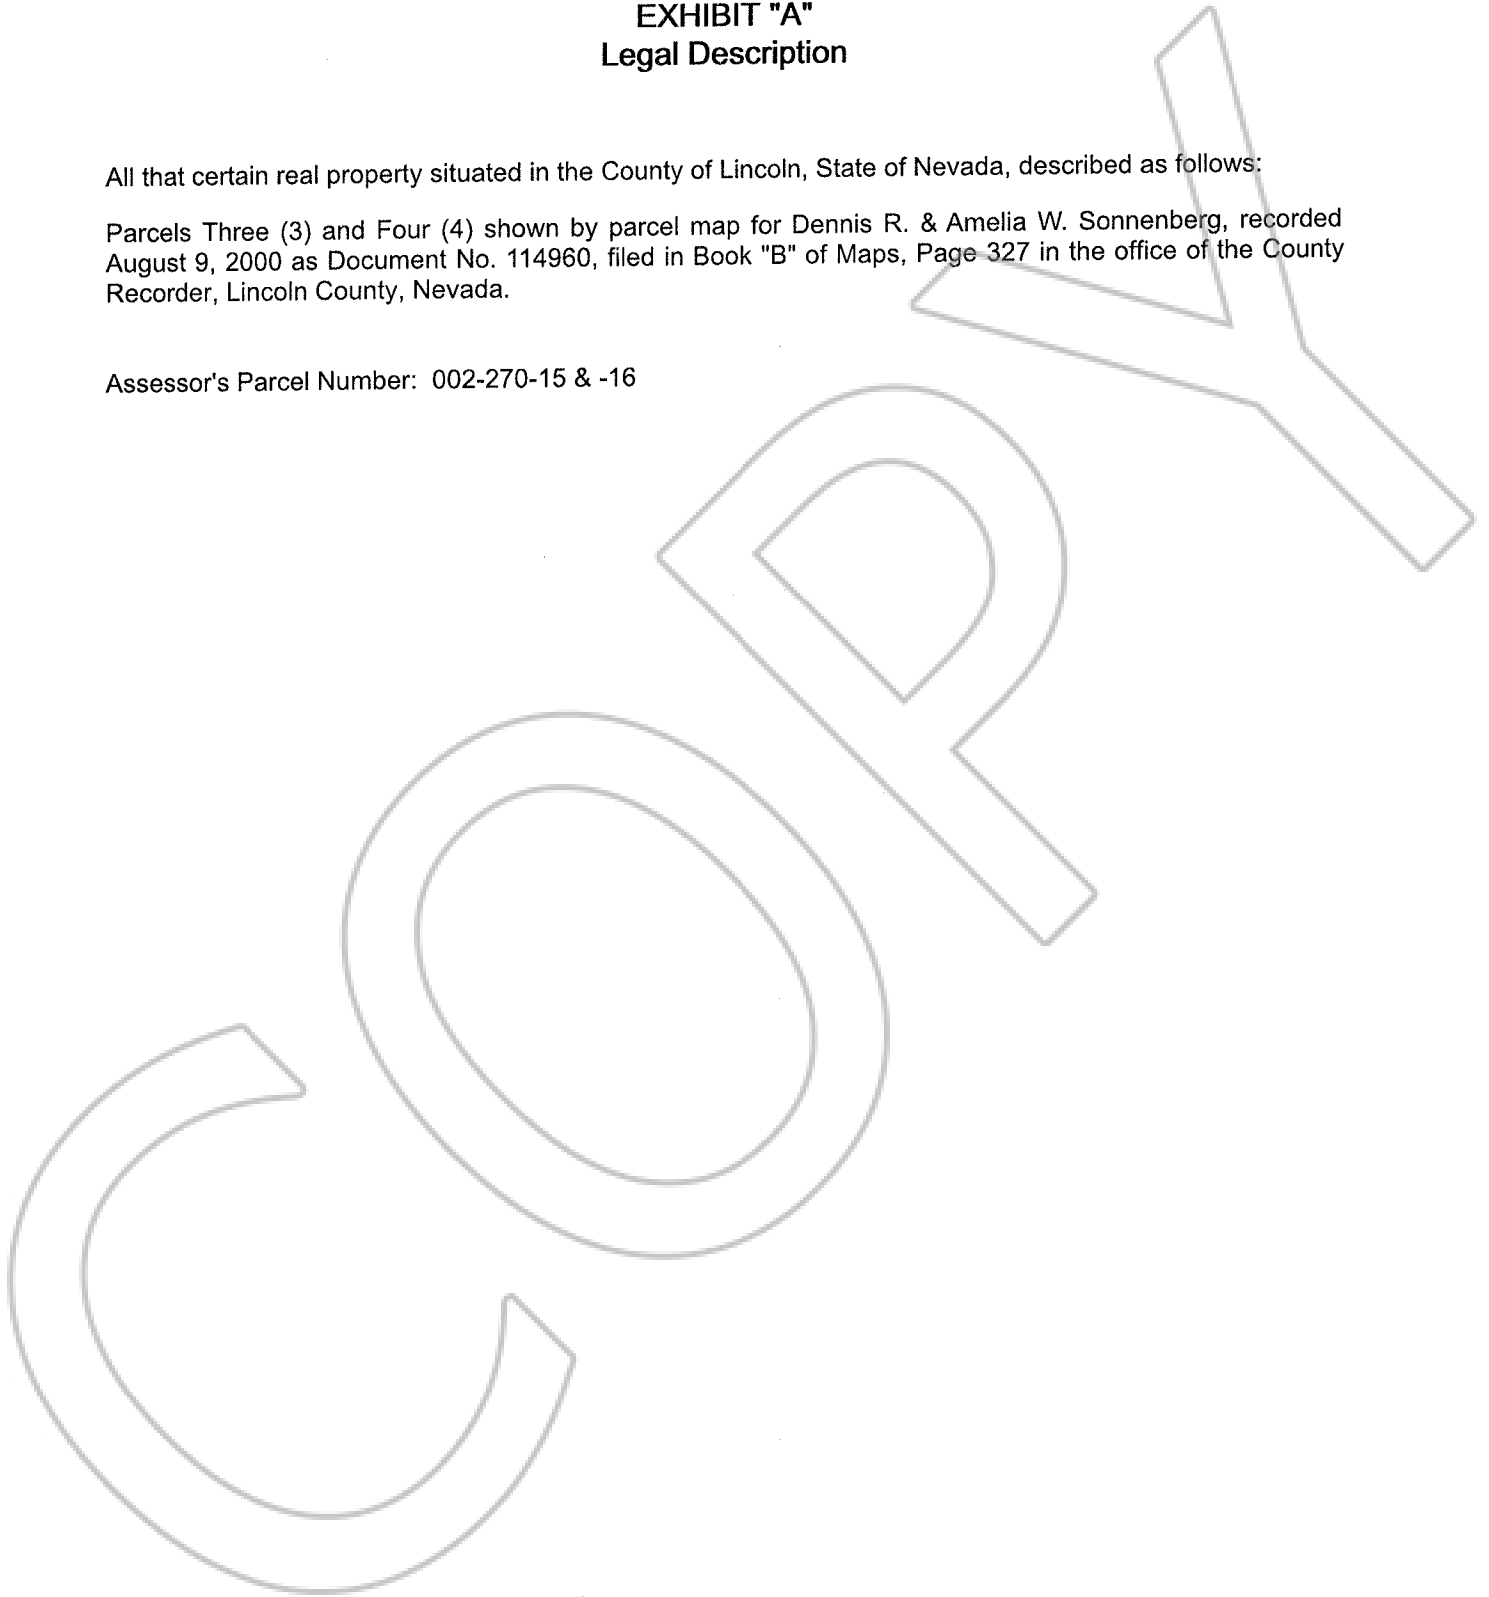 EXHIBIT "A"
Legal Description
All that certain real property situated in the County of Lincoln, State of Nevada, described as follows:
Parcels Three (3) and Four (4) shown by parcel map for Dennis R. & Amelia W. Sonnenberg, recorded
August 9, 2000 as Document No. 114960, filed in Book "B" of Maps, Page 327 in the office of the County
Recorder, Lincoln County, Nevada.
Assessor's Parcel Number: 002-270-15 & -16
COPY